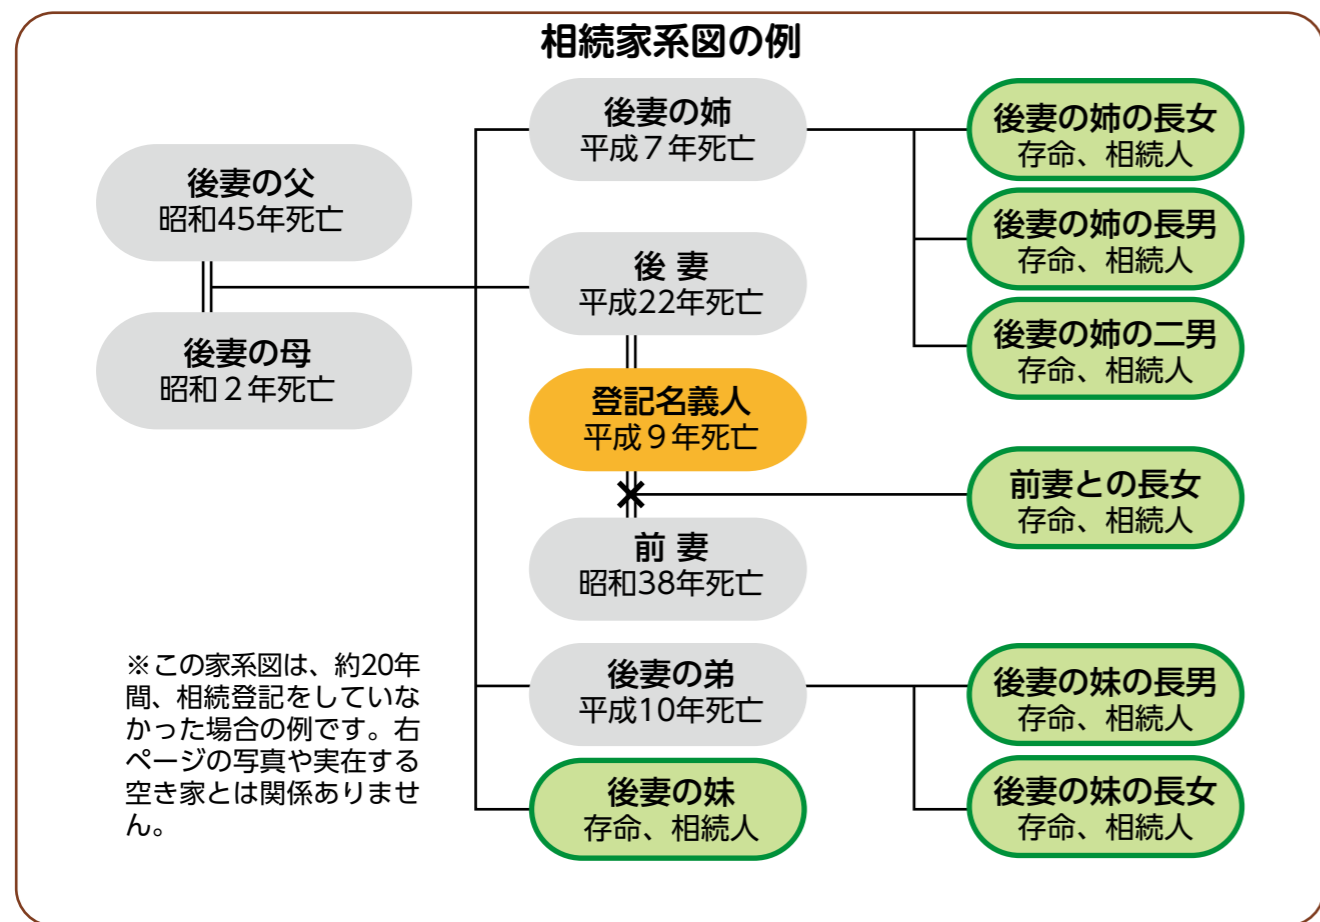 相続家系図の例
後妻の父
昭和45年死亡
後妻の母
昭和2年死亡
後妻の姉
平成7年死亡
後 妻
平成22年死亡
登記名義人
平成9年死亡
前 妻
昭和38年死亡
後妻の弟
平成10年死亡
後妻の妹
存命、相続人
後妻の姉の長女
存命、相続人
後妻の姉の長男
存命、相続人
後妻の姉の二男
存命、相続人
前妻との長女
存命、相続人
後妻の妹の長男
存命、相続人
後妻の妹の長女
存命、相続人
※この家系図は、約20年
間、相続登記をしていな
かった場合の例です。右
ページの写真や実在する
空き家とは関係ありませ
ん。